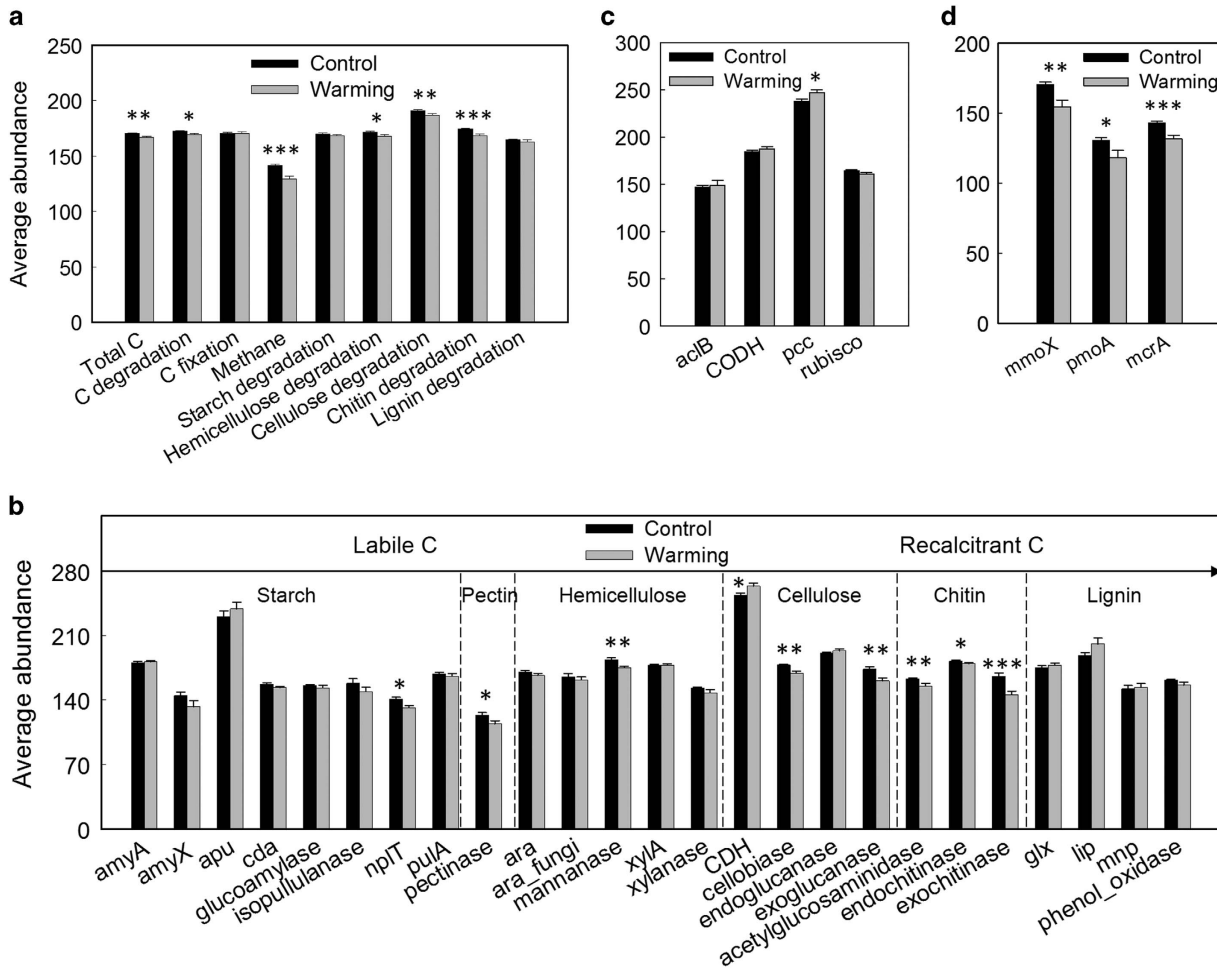 a
Average abundance
250
200
150
100
50
0
Control
Warming
** * *** * ** ***
Total C
C degradation
C fixation
Methane
Starch degradation
Hemicellulose degradation
Cellulose degradation
Chitin degradation
Lignin degradation
c
300
250
200
150
100
50
0
Control
Warming
*
aclB
CODH
pcc
rubisco
d
200
150
100
50
0
Control
Warming
** * ***
mmoX
pmoA
mcrA
b
Average abundance
280
210
140
70
0
Control
Warming
Labile C
Recalcitrant C
Starch
Pectin
Hemicellulose
Cellulose
Chitin
Lignin
* * ** * ** ** ** * ***
amyA
amyX
apu
cda
glucoamylase
isopullulanase
nplT
pulA
pectinase
ara
ara_fungi
mannanase
xylA
xylanase
CDH
cellobiase
endoglucanase
exoglucanase
acetylglucosaminidase
endochitinase
exochitinase
glx
lip
mnp
phenol_oxidase